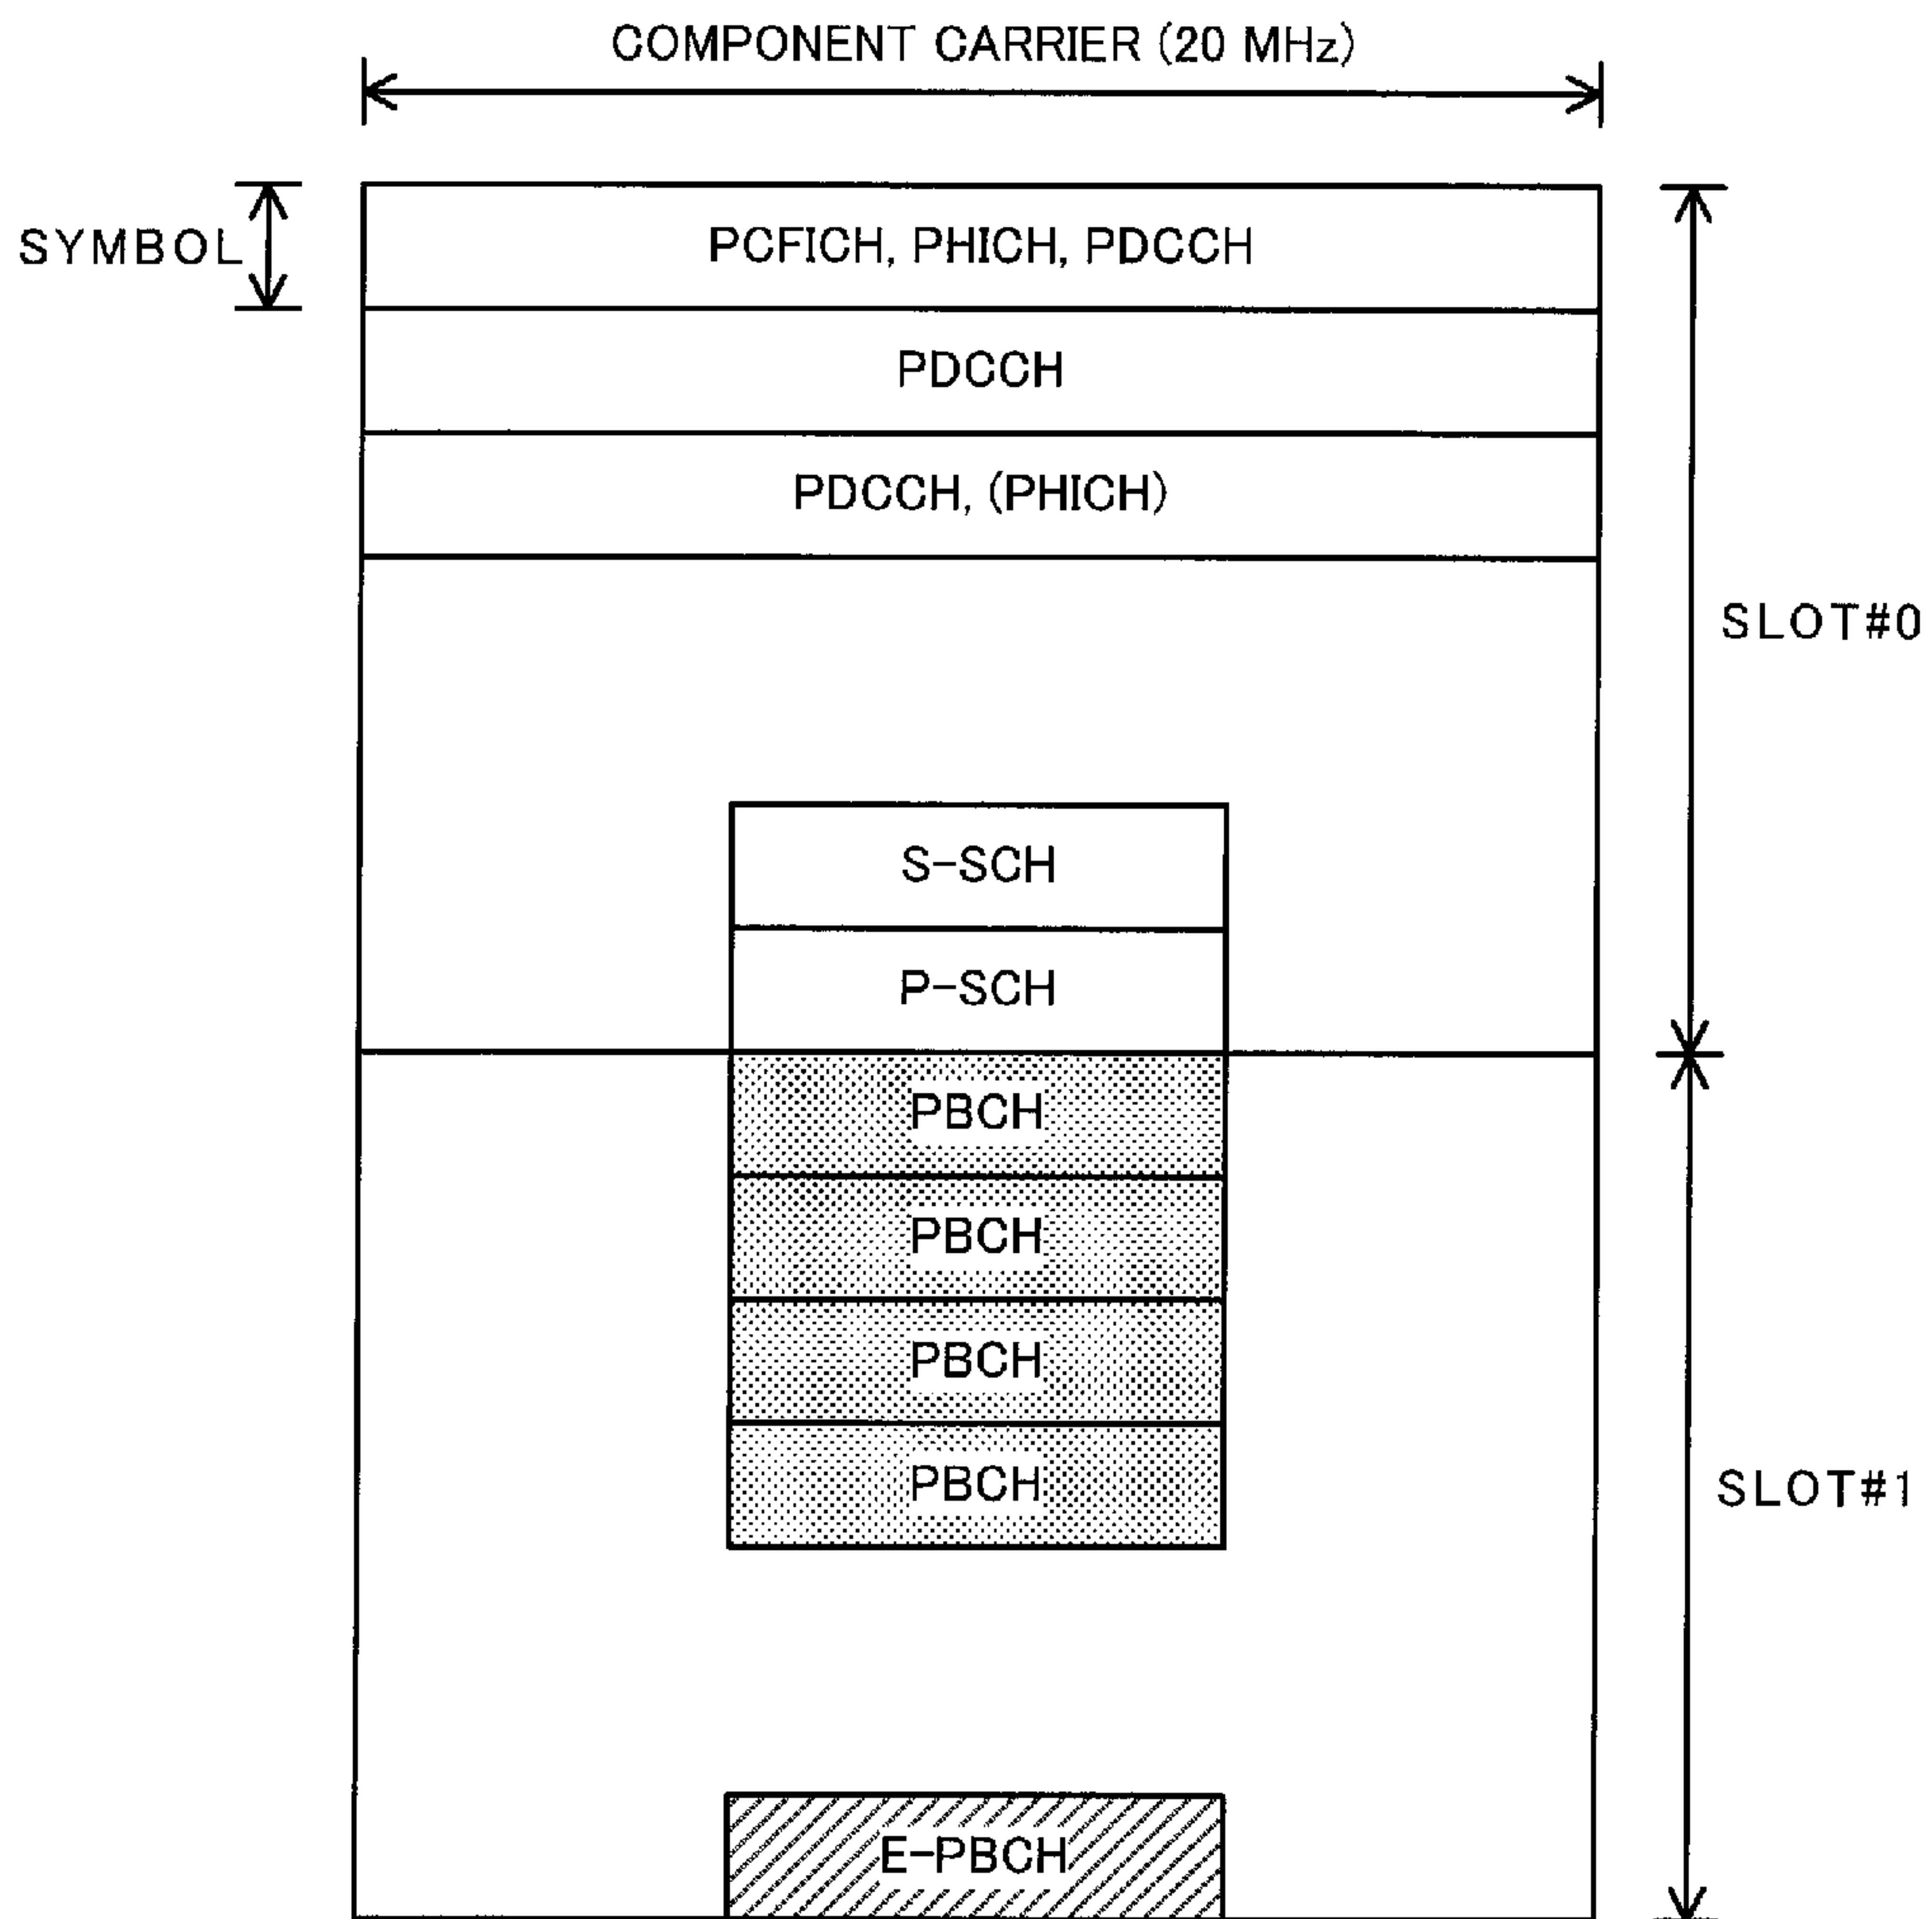 COMPONENT CARRIER (20 MHz)
SYMBOL
PCFICH, PHICH, PDCCH
PDCCH
PDCCH, (PHICH)
SLOT#0
S-SCH
P-SCH
PBCH
PBCH
PBCH
PBCH
SLOT#1
E-PBCH